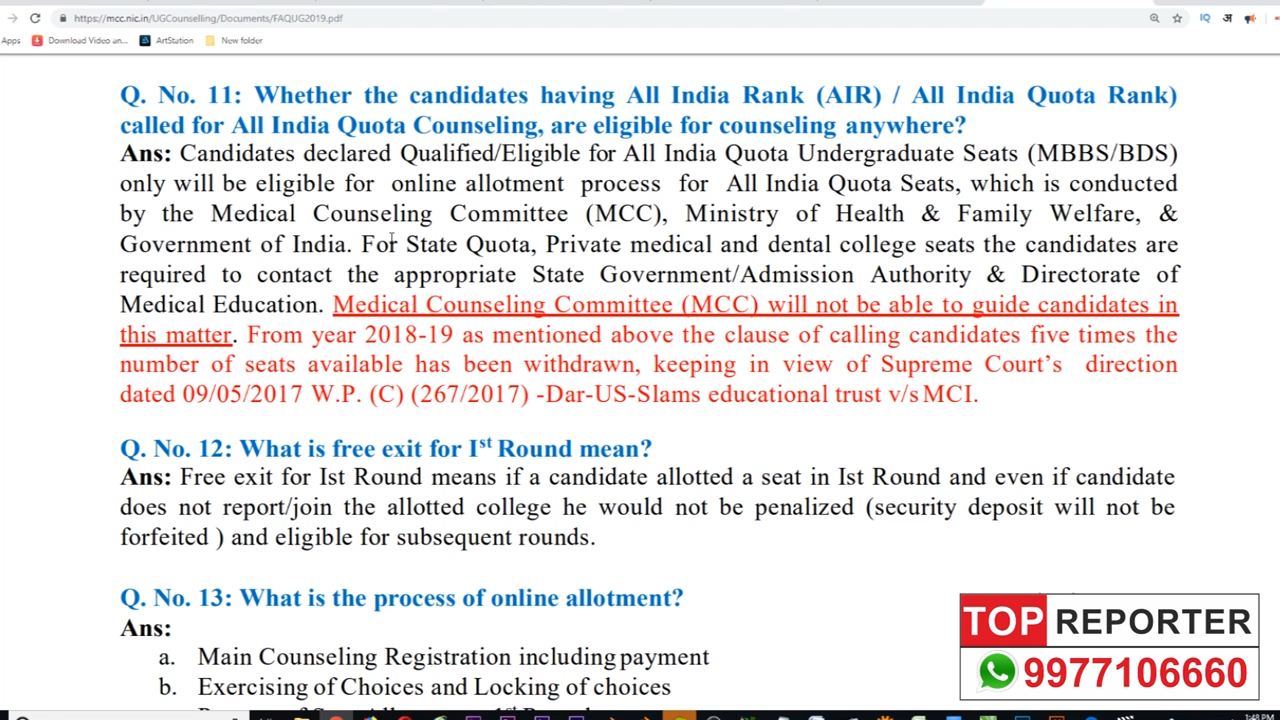 https://mcc.nic.in/UGCounselling/Documents/FAQUG2019.pdf
Apps Download Video an... ArtStation New folder
Q. No. 11: Whether the candidates having All India Rank (AIR) / All India Quota Rank)
called for All India Quota Counseling, are eligible for counseling anywhere?
Ans: Candidates declared Qualified/Eligible for All India Quota Undergraduate Seats (MBBS/BDS)
only will be eligible for online allotment process for All India Quota Seats, which is conducted
by the Medical Counseling Committee (MCC), Ministry of Health & Family Welfare, &
Government of India. For State Quota, Private medical and dental college seats the candidates are
required to contact the appropriate State Government/Admission Authority & Directorate of
Medical Education. Medical Counseling Committee (MCC) will not be able to guide candidates in
this matter. From year 2018-19 as mentioned above the clause of calling candidates five times the
number of seats available has been withdrawn, keeping in view of Supreme Court's direction
dated 09/05/2017 W.P. (C) (267/2017) -Dar-US-Slams educational trust v/s MCI.
Q. No. 12: What is free exit for Ist Round mean?
Ans: Free exit for Ist Round means if a candidate allotted a seat in Ist Round and even if candidate
does not report/join the allotted college he would not be penalized (security deposit will not be
forfeited ) and eligible for subsequent rounds.
Q. No. 13: What is the process of online allotment?
Ans:
a. Main Counseling Registration including payment
b. Exercising of Choices and Locking of choices
TOP REPORTER
9977106660
1:48 PM